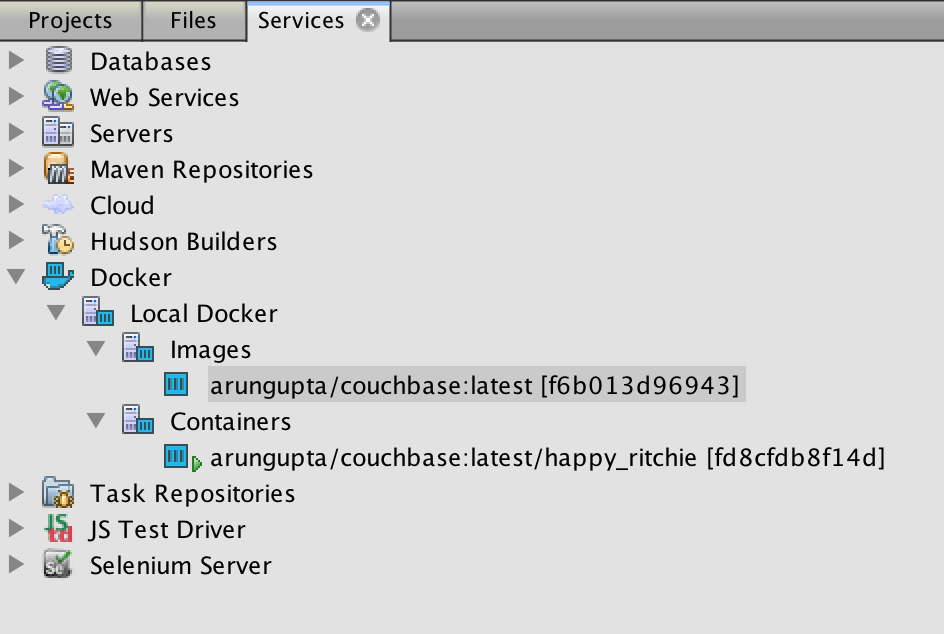 Projects Files Services
Databases
Web Services
Servers
Maven Repositories
Cloud
Hudson Builders
Docker
Local Docker
Images
arungupta/couchbase:latest [f6b013d96943]
Containers
arungupta/couchbase:latest/happy_ritchie [fd8cfdb8f14d]
Task Repositories
JS Test Driver
Selenium Server